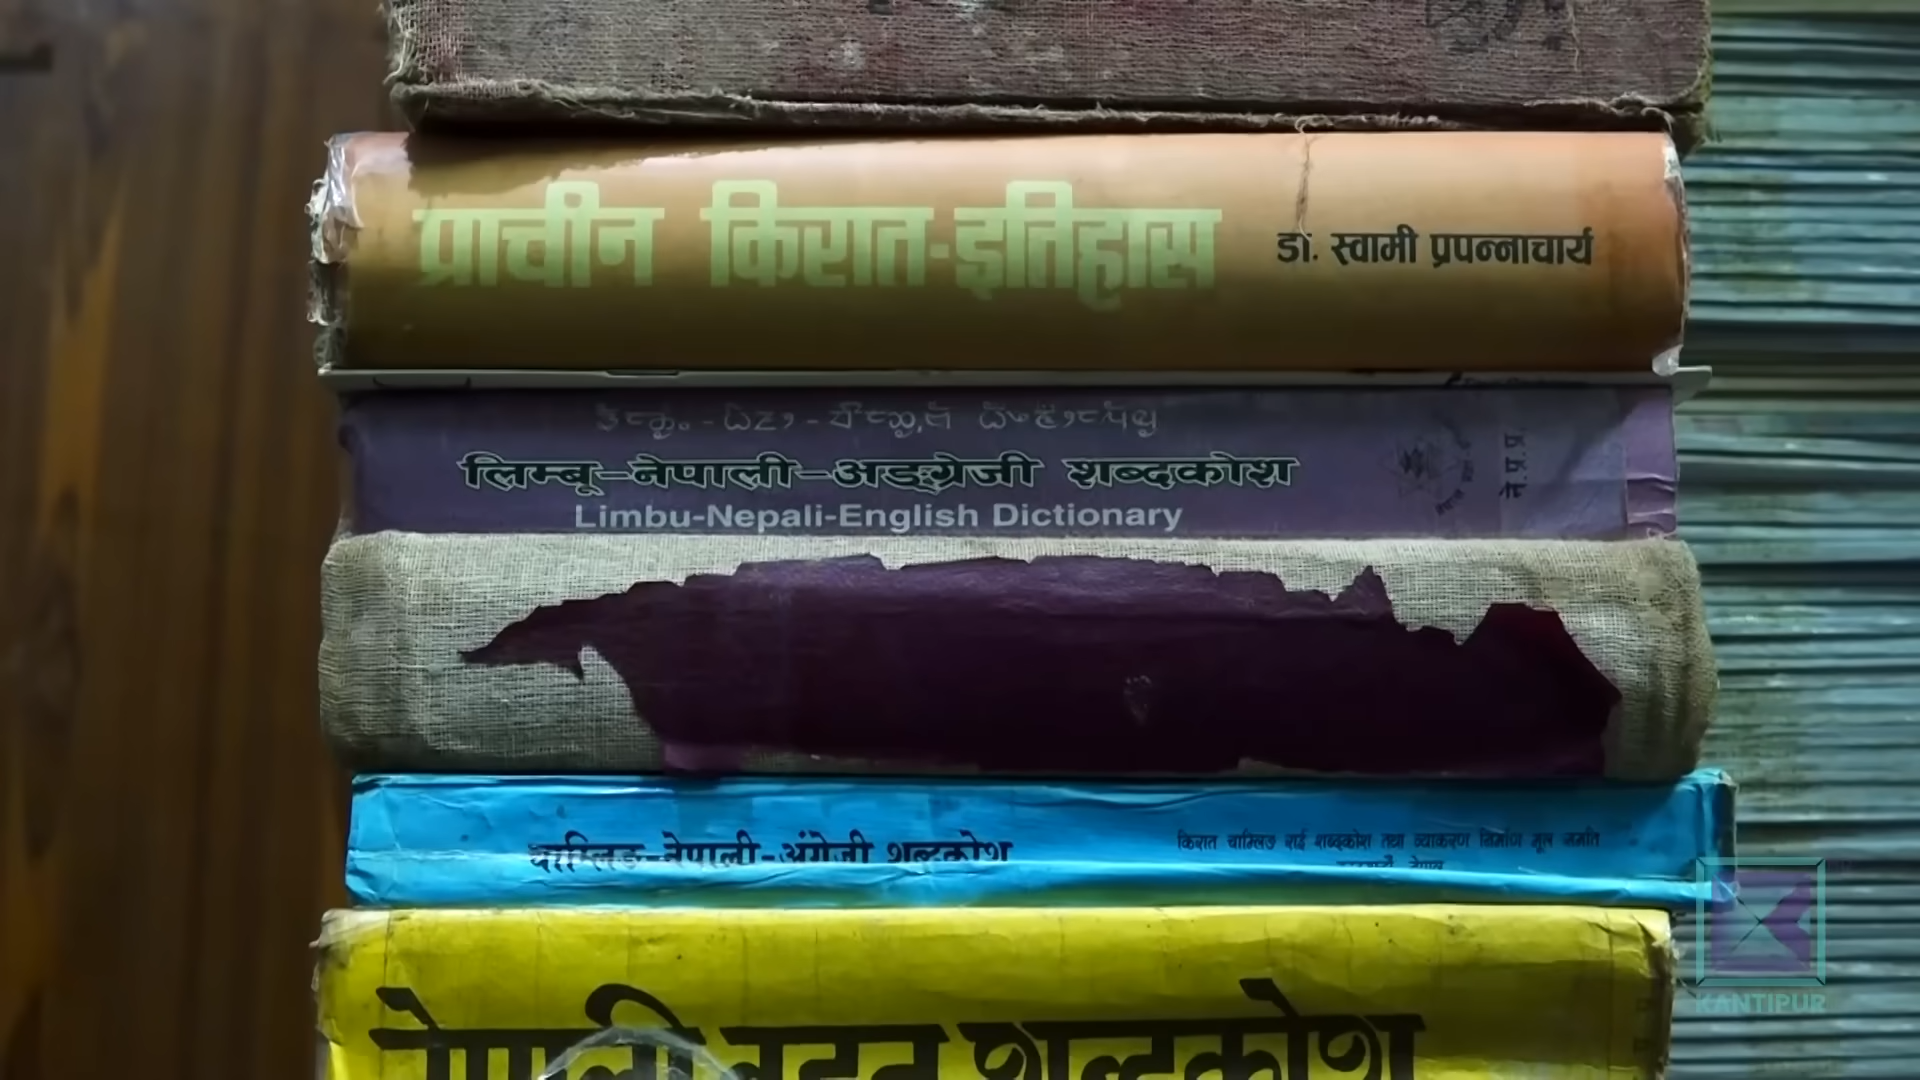 प्राचीन किरात-इतिहास
डा. स्वामी प्रपन्नाचार्य
लिम्बू–नेपाली–अङ्ग्रेजी शब्दकोश
ने.प्र.प्र.
Limbu-Nepali-English Dictionary
चाम्लिङ–नेपाली–अंग्रेजी शब्दकोश
किरात चाम्लिङ राई शब्दकोश तथा व्याकरण निर्माण मूल समिति
नेपाली बृहत् शब्दकोश
KANTIPUR